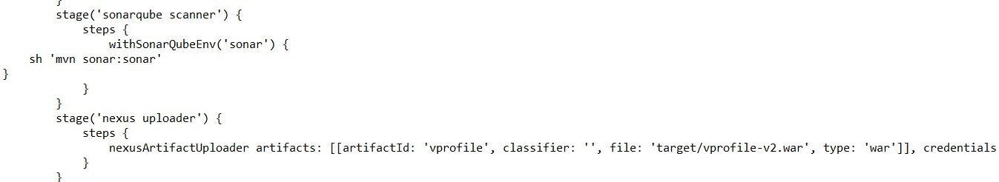 }
stage('sonarqube scanner') {
steps {
withSonarQubeEnv('sonar') {
sh 'mvn sonar:sonar'
}
}
}
stage('nexus uploader') {
steps {
nexusArtifactUploader artifacts: [[artifactId: 'vprofile', classifier: '', file: 'target/vprofile-v2.war', type: 'war']], credentials
}
}